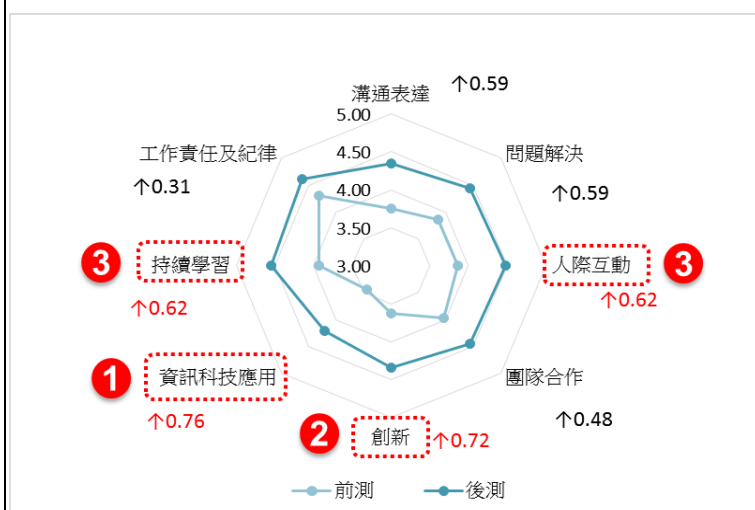 溝通表達
↑0.59
5.00
4.50
4.00
3.50
3.00
工作責任及紀律
↑0.31
問題解決
↑0.59
3
持續學習
↑0.62
人際互動
3
↑0.62
1
資訊科技應用
↑0.76
團隊合作
↑0.48
2
創新
↑0.72
前測
後測